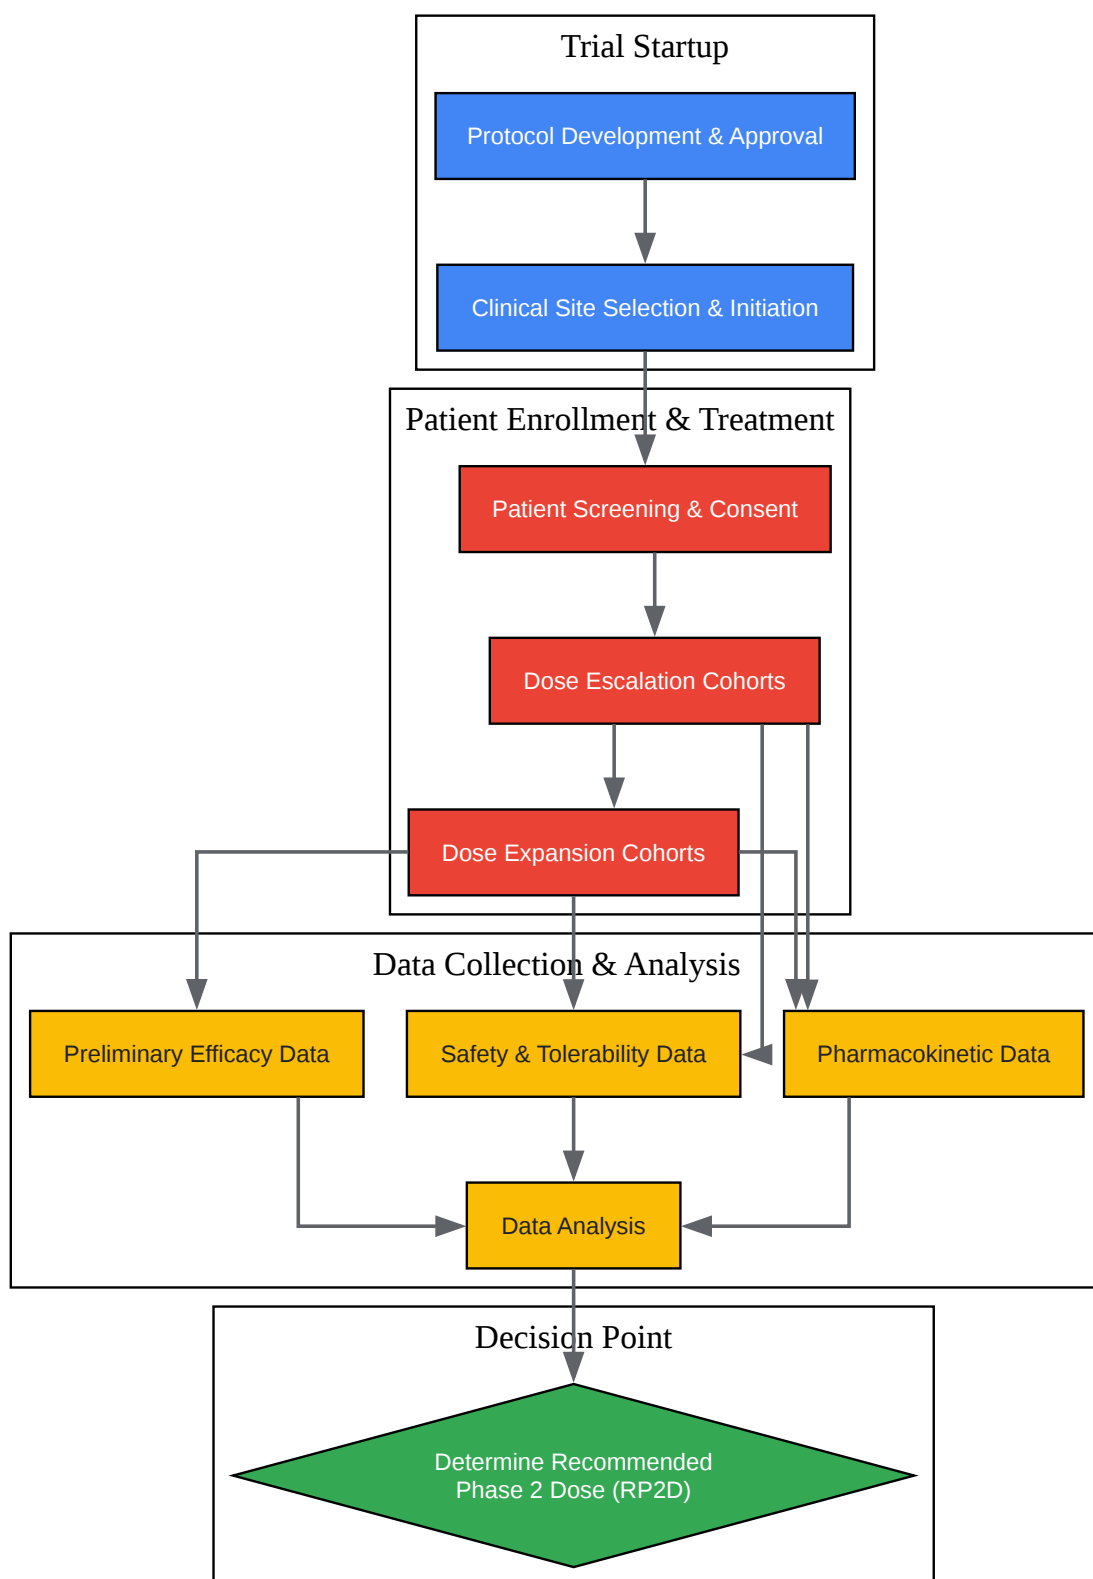 Trial Startup
Protocol Development & Approval
Clinical Site Selection & Initiation
Patient Enrollment & Treatment
Patient Screening & Consent
Dose Escalation Cohorts
Dose Expansion Cohorts
Data Collection & Analysis
Preliminary Efficacy Data
Safety & Tolerability Data
Pharmacokinetic Data
Data Analysis
Decision Point
Determine Recommended
Phase 2 Dose (RP2D)